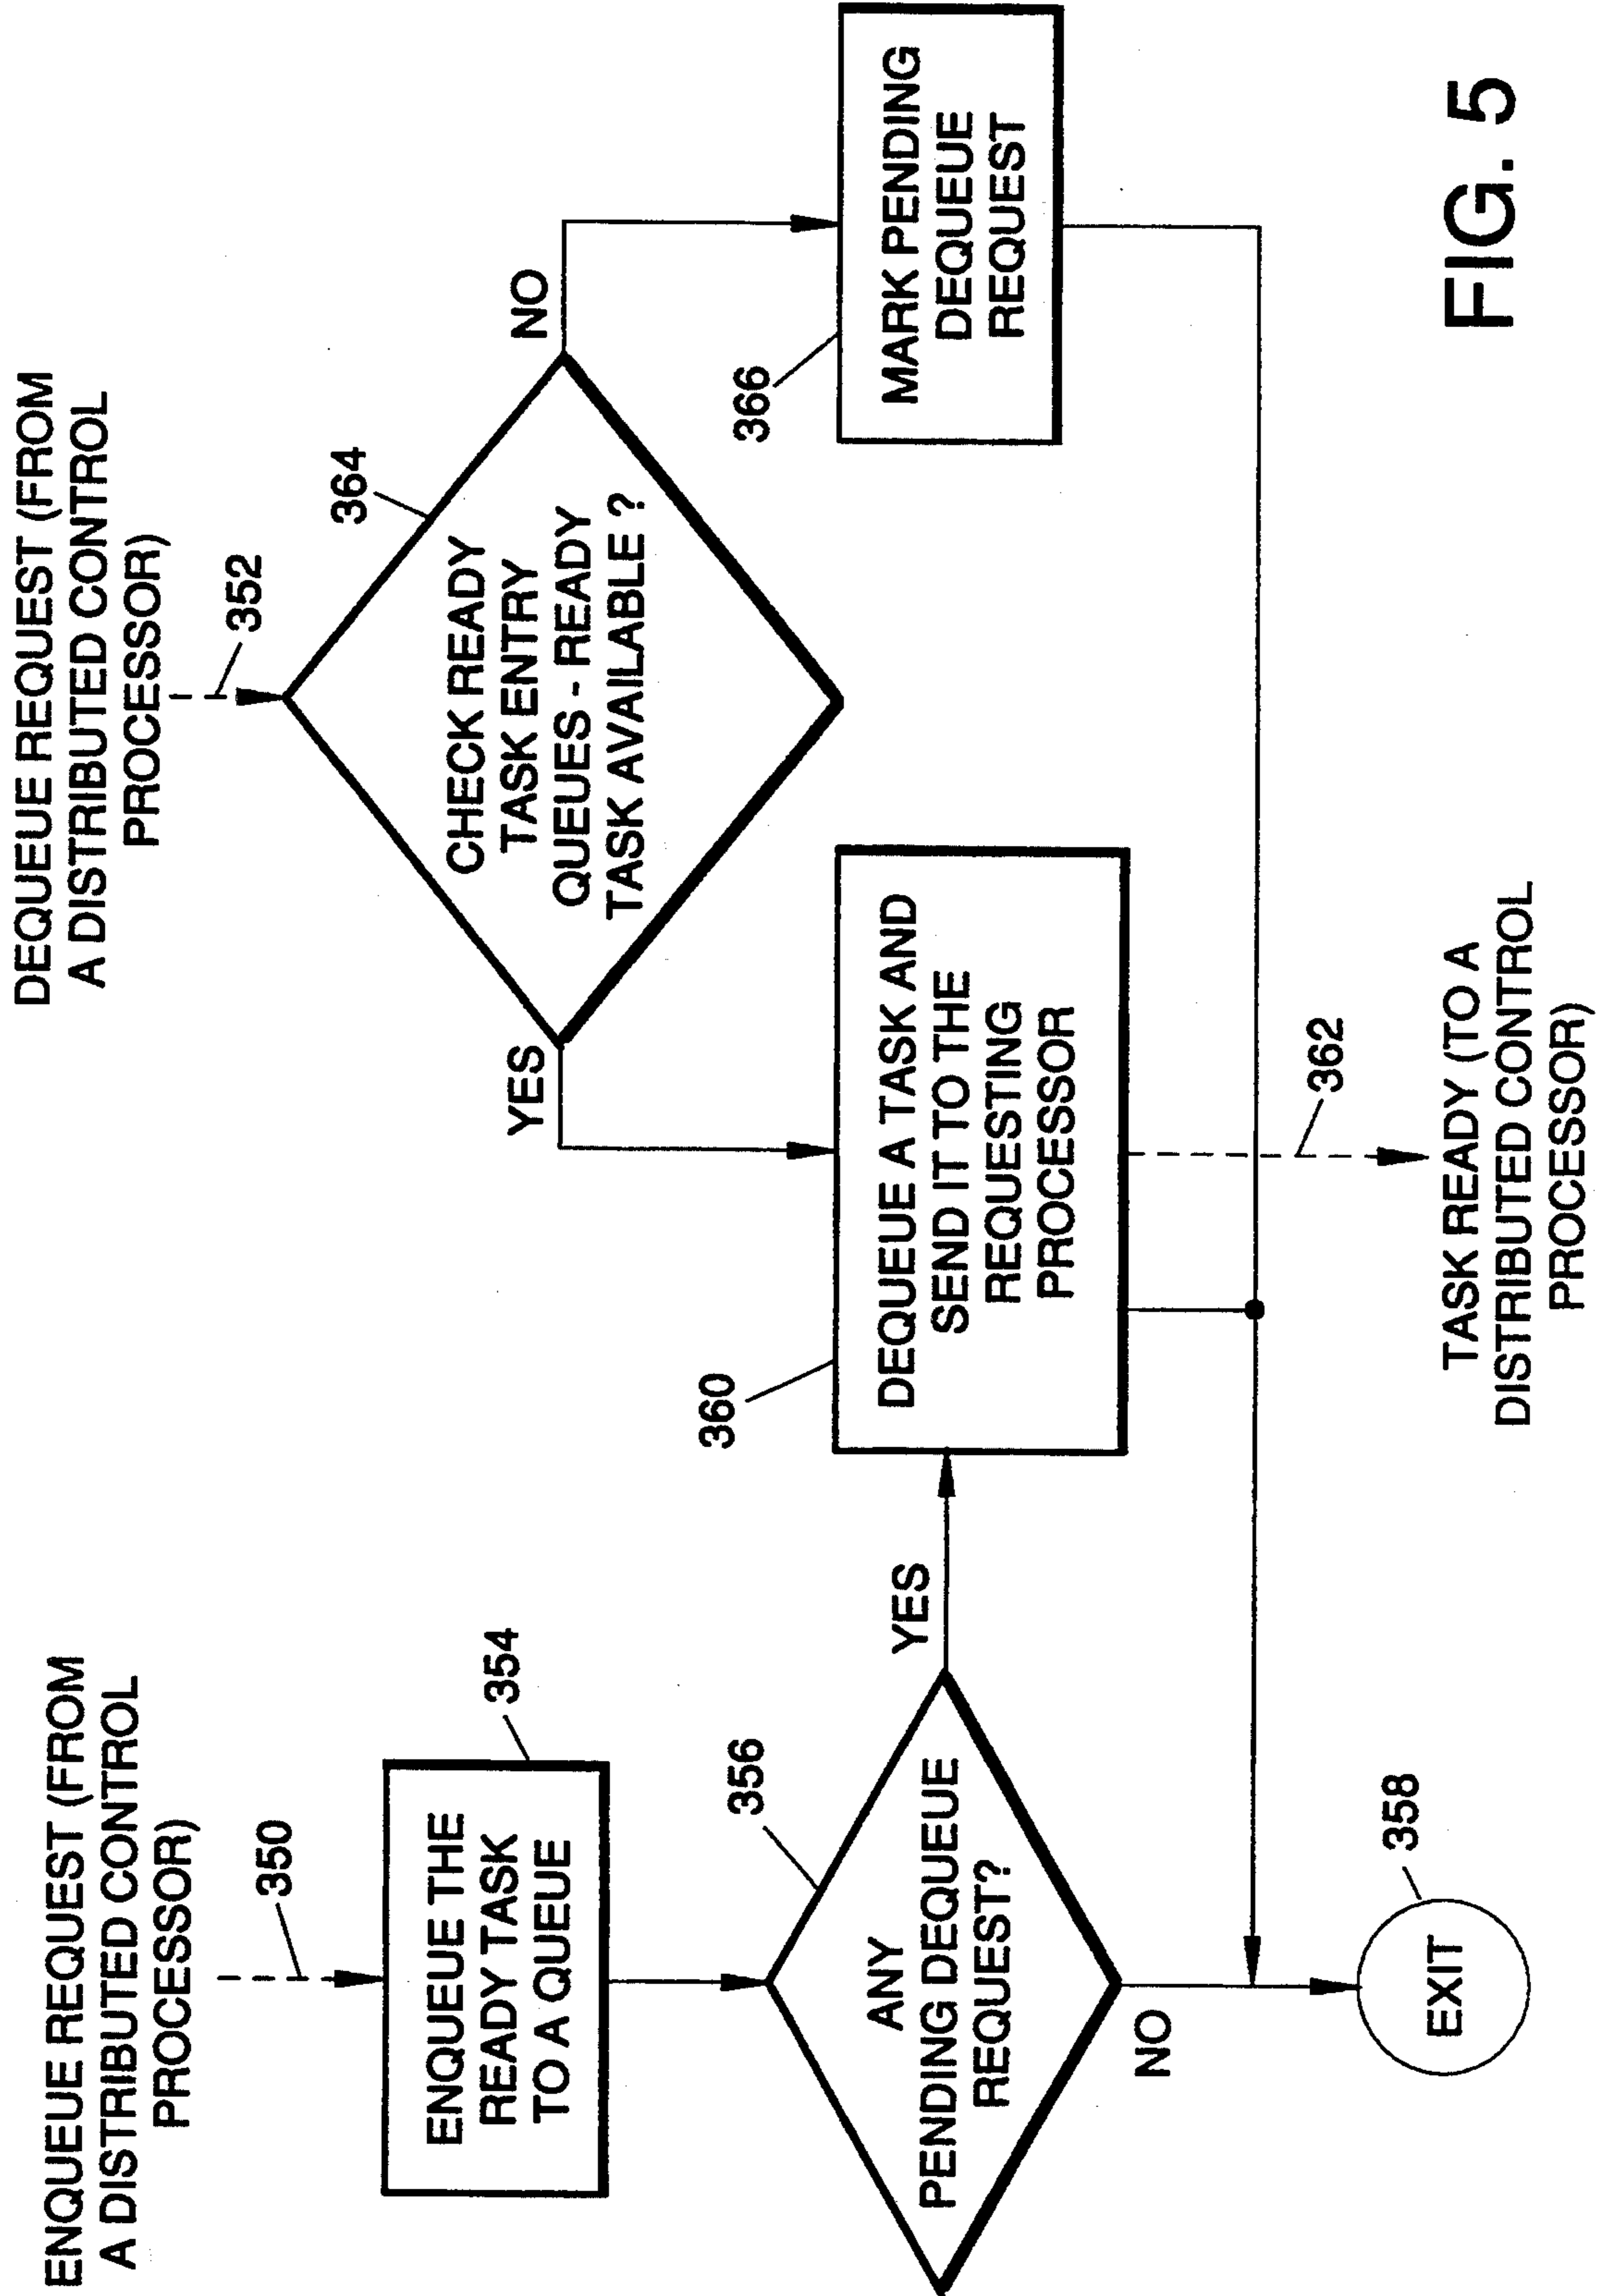 ENQUEUE REQUEST (FROM
A DISTRIBUTED CONTROL
PROCESSOR)
350
ENQUEUE THE
READY TASK
TO A QUEUE
354
356
ANY
PENDING DEQUEUE
REQUEST?
YES
NO
358
EXIT
DEQUEUE REQUEST (FROM
A DISTRIBUTED CONTROL
PROCESSOR)
352
364
CHECK READY
TASK ENTRY
QUEUES - READY
TASK AVAILABLE ?
YES
NO
360
DEQUEUE A TASK AND
SEND IT TO THE
REQUESTING
PROCESSOR
362
TASK READY (TO A
DISTRIBUTED CONTROL
PROCESSOR)
366
MARK PENDING
DEQUEUE
REQUEST
FIG. 5